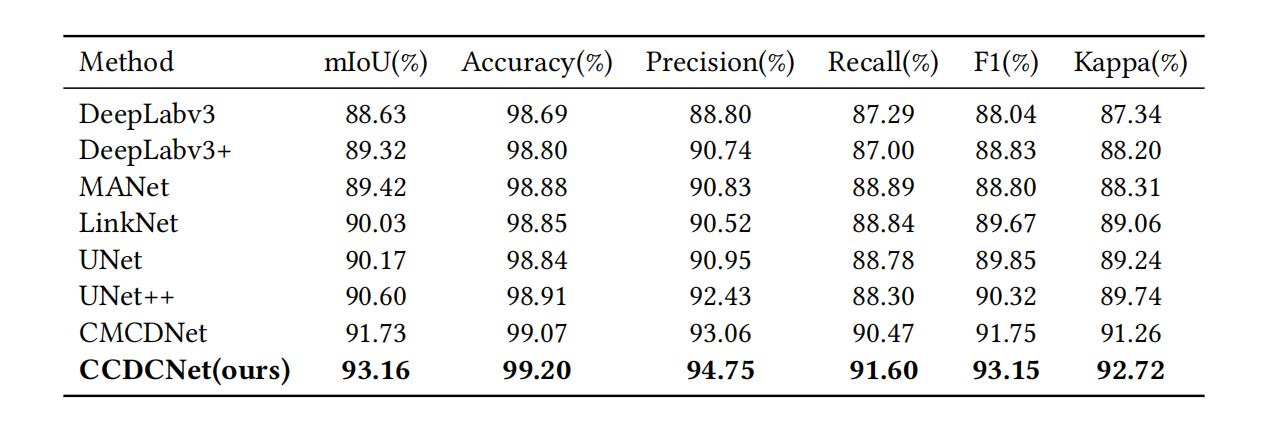 Method mIoU(%) Accuracy(%) Precision(%) Recall(%) F1(%) Kappa(%)
DeepLabv3 88.63 98.69 88.80 87.29 88.04 87.34
DeepLabv3+ 89.32 98.80 90.74 87.00 88.83 88.20
MANet 89.42 98.88 90.83 88.89 88.80 88.31
LinkNet 90.03 98.85 90.52 88.84 89.67 89.06
UNet 90.17 98.84 90.95 88.78 89.85 89.24
UNet++ 90.60 98.91 92.43 88.30 90.32 89.74
CMCDNet 91.73 99.07 93.06 90.47 91.75 91.26
CCDCNet(ours) 93.16 99.20 94.75 91.60 93.15 92.72